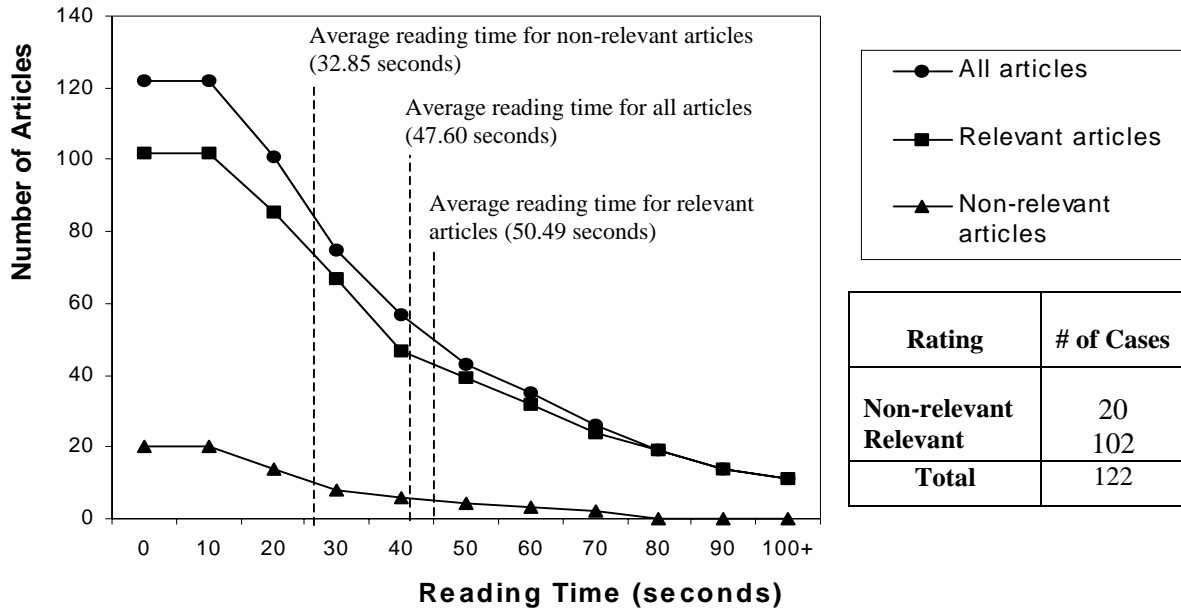 Number of Articles
140
120
100
80
60
40
20
0
Average reading time for non-relevant articles
(32.85 seconds)
Average reading time for all articles
(47.60 seconds)
Average reading time for relevant
articles (50.49 seconds)
0 10 20 30 40 50 60 70 80 90 100+
Reading Time (seconds)
All articles
Relevant articles
Non-relevant
articles
Rating # of Cases
Non-relevant 20
Relevant 102
Total 122